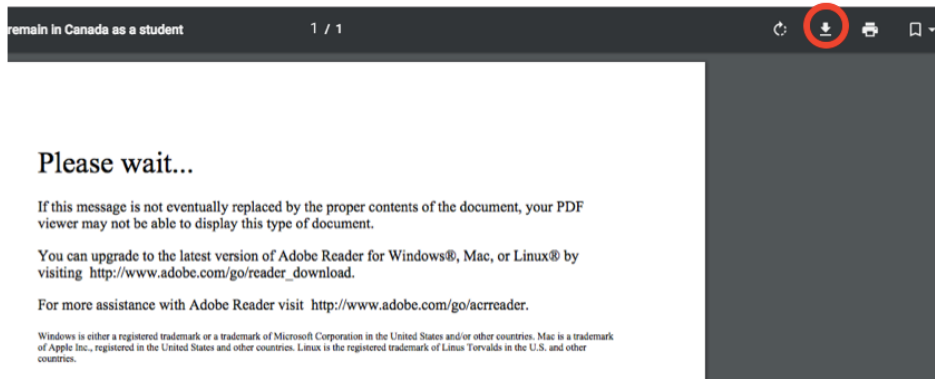 remain in Canada as a student
1 / 1
Please wait...
If this message is not eventually replaced by the proper contents of the document, your PDF
viewer may not be able to display this type of document.
You can upgrade to the latest version of Adobe Reader for Windows®, Mac, or Linux® by
visiting http://www.adobe.com/go/reader_download.
For more assistance with Adobe Reader visit http://www.adobe.com/go/acrreader.
Windows is either a registered trademark or a trademark of Microsoft Corporation in the United States and/or other countries. Mac is a trademark
of Apple Inc., registered in the United States and other countries. Linux is the registered trademark of Linus Torvalds in the U.S. and other
countries.